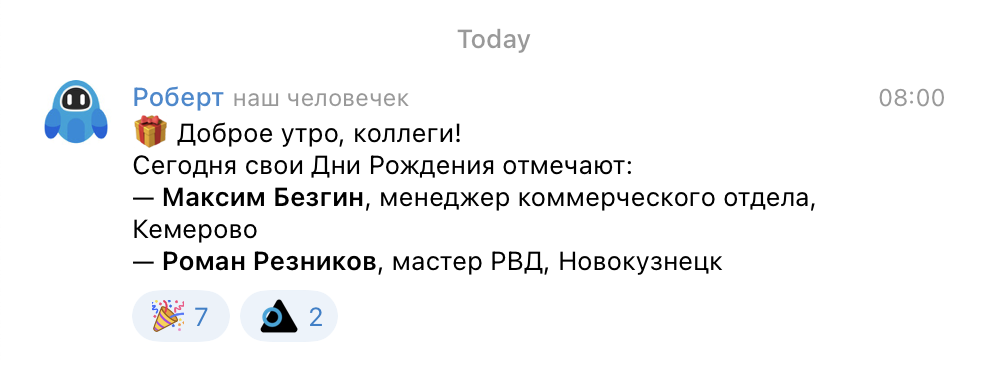 Today
Роберт наш человечек 08:00
🎁 Доброе утро, коллеги!
Сегодня свои Дни Рождения отмечают:
— Максим Безгин, менеджер коммерческого отдела,
Кемерово
— Роман Резников, мастер РВД, Новокузнецк
🎉 7 2